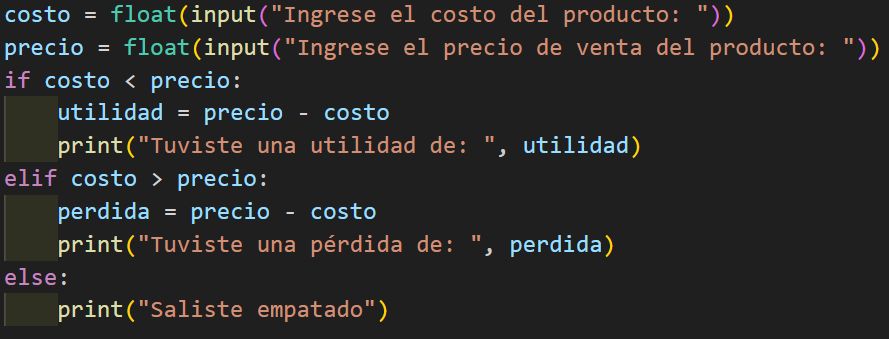 costo = float(input("Ingrese el costo del producto: "))
precio = float(input("Ingrese el precio de venta del producto: "))
if costo < precio:
    utilidad = precio - costo
    print("Tuviste una utilidad de: ", utilidad)
elif costo > precio:
    perdida = precio - costo
    print("Tuviste una pérdida de: ", perdida)
else:
    print("Saliste empatado")